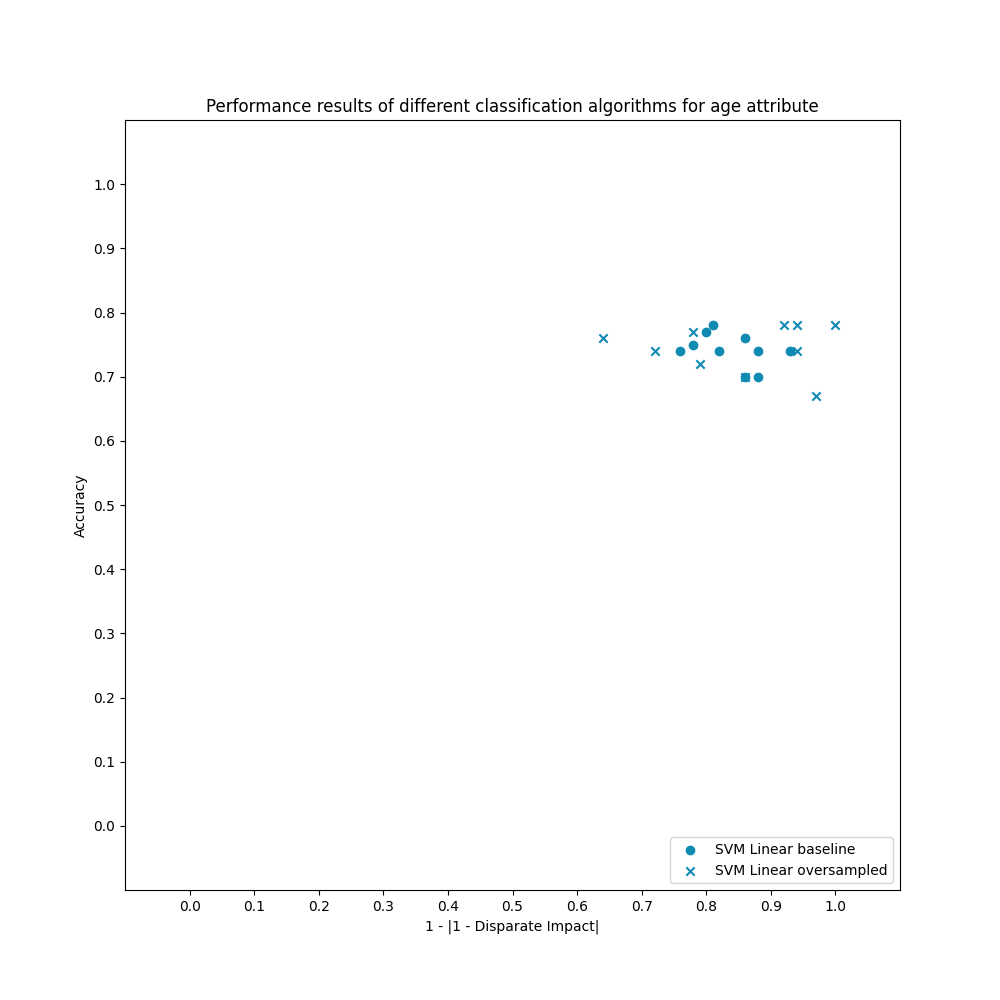 Performance results of different classification algorithms for age attribute
1.0
0.9
0.8
0.7
0.6
0.5
0.4
0.3
0.2
0.1
0.0
Accuracy
SVM Linear baseline
SVM Linear oversampled
0.0 0.1 0.2 0.3 0.4 0.5 0.6 0.7 0.8 0.9 1.0
1 - |1 - Disparate Impact|